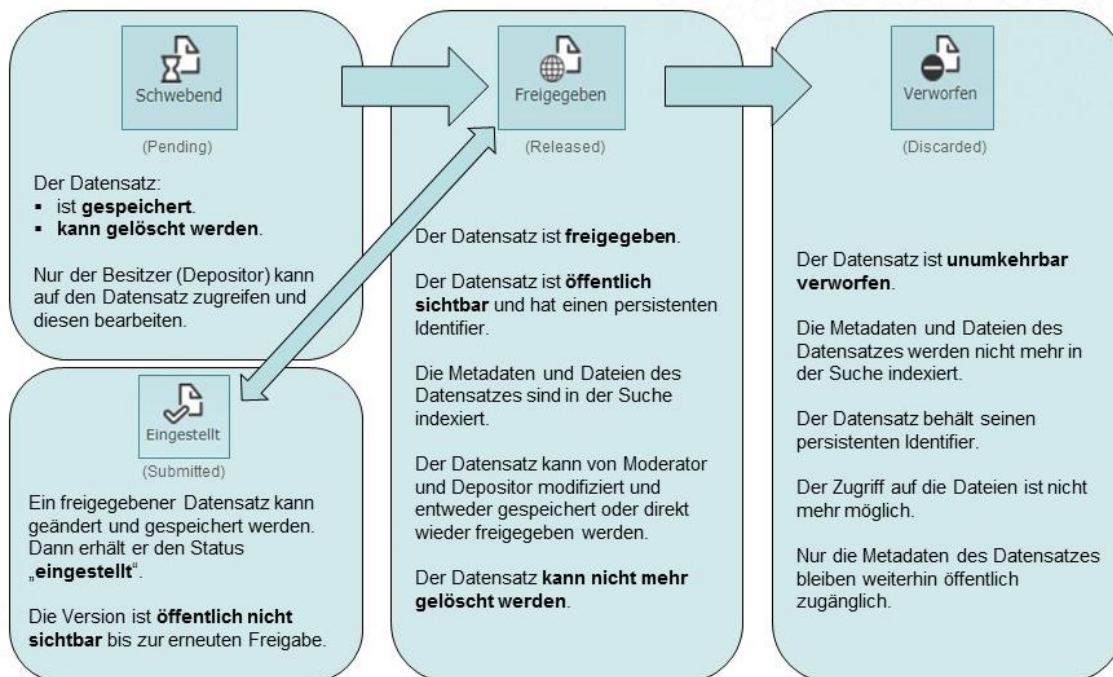 Schwebend
(Pending)
Der Datensatz:
▪ ist gespeichert.
▪ kann gelöscht werden.
Nur der Besitzer (Depositor) kann
auf den Datensatz zugreifen und
diesen bearbeiten.
Eingestellt
(Submitted)
Ein freigegebener Datensatz kann
geändert und gespeichert werden.
Dann erhält er den Status
„eingestellt“.
Die Version ist öffentlich nicht
sichtbar bis zur erneuten Freigabe.
Freigegeben
(Released)
Der Datensatz ist freigegeben.
Der Datensatz ist öffentlich
sichtbar und hat einen persistenten
Identifier.
Die Metadaten und Dateien des
Datensatzes sind in der Suche
indexiert.
Der Datensatz kann von Moderator
und Depositor modifiziert und
entweder gespeichert oder direkt
wieder freigegeben werden.
Der Datensatz kann nicht mehr
gelöscht werden.
Verworfen
(Discarded)
Der Datensatz ist unumkehrbar
verworfen.
Die Metadaten und Dateien des
Datensatzes werden nicht mehr in
der Suche indexiert.
Der Datensatz behält seinen
persistenten Identifier.
Der Zugriff auf die Dateien ist nicht
mehr möglich.
Nur die Metadaten des Datensatzes
bleiben weiterhin öffentlich
zugänglich.